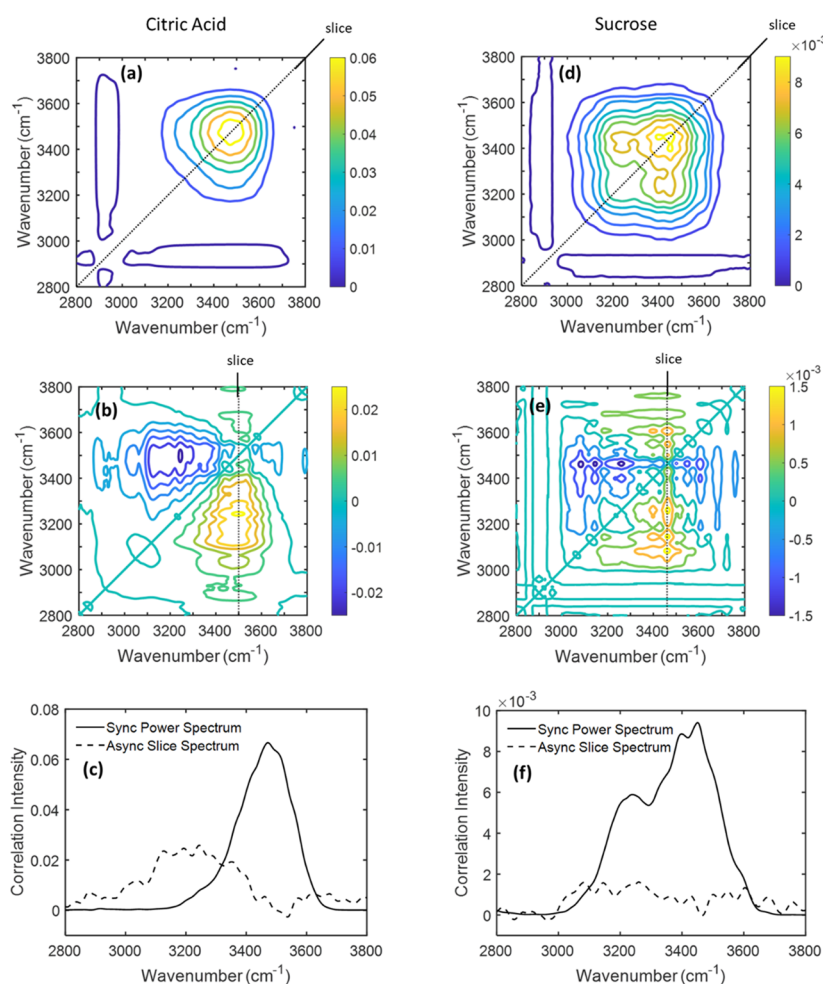 Citric Acid
slice
(a)
3800
3600
3400
3200
3000
2800
Wavenumber (cm-1)
2800 3000 3200 3400 3600 3800
Wavenumber (cm-1)
0.06
0.05
0.04
0.03
0.02
0.01
0
Sucrose
slice
×10-3
(d)
3800
3600
3400
3200
3000
2800
Wavenumber (cm-1)
2800 3000 3200 3400 3600 3800
Wavenumber (cm-1)
8
6
4
2
0
slice
(b)
3800
3600
3400
3200
3000
2800
Wavenumber (cm-1)
2800 3000 3200 3400 3600 3800
Wavenumber (cm-1)
0.02
0.01
0
-0.01
-0.02
slice
×10-3
(e)
3800
3600
3400
3200
3000
2800
Wavenumber (cm-1)
2800 3000 3200 3400 3600 3800
Wavenumber (cm-1)
1.5
1
0.5
0
-0.5
-1
-1.5
0.08
0.06
0.04
0.02
0
Correlation Intensity
Sync Power Spectrum
Async Slice Spectrum
(c)
2800 3000 3200 3400 3600 3800
Wavenumber (cm-1)
×10-3
10
8
6
4
2
0
Correlation Intensity
Sync Power Spectrum
Async Slice Spectrum
(f)
2800 3000 3200 3400 3600 3800
Wavenumber (cm-1)